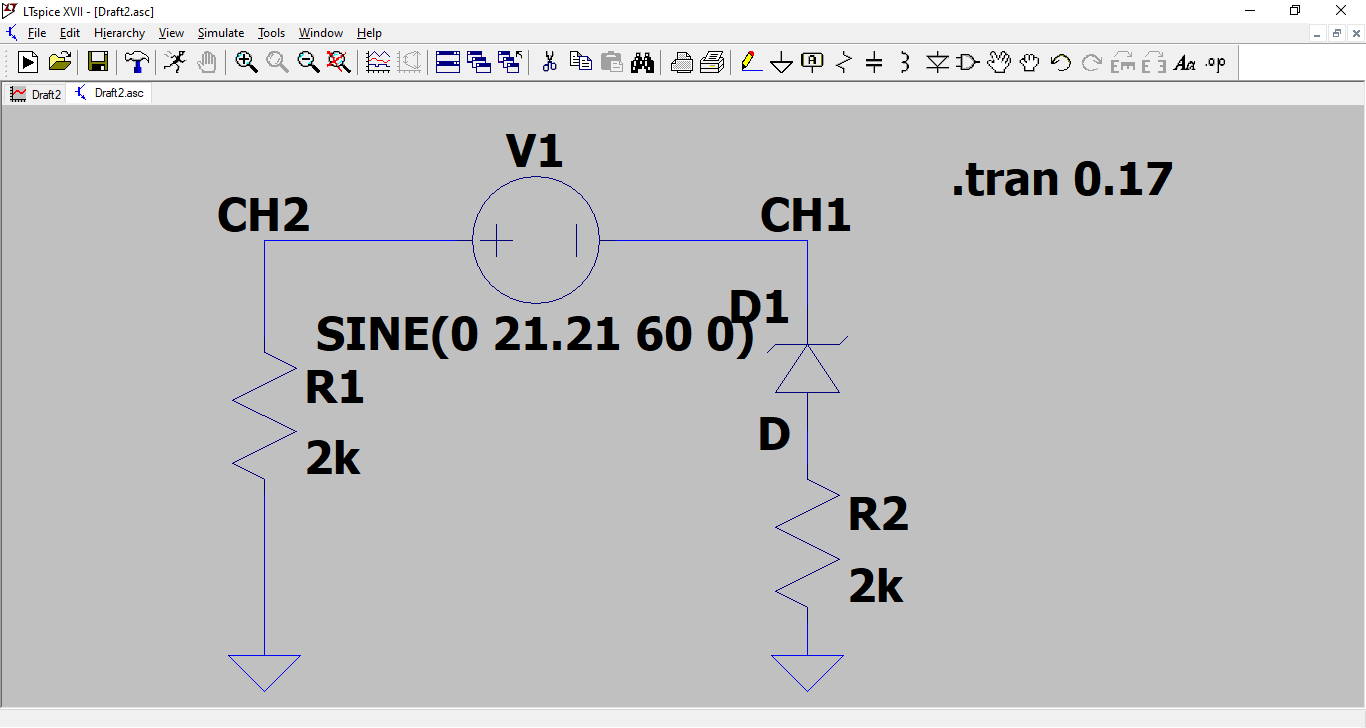 LTspice XVII - [Draft2.asc]
File Edit Hierarchy View Simulate Tools Window Help
Aa .op
Draft2 Draft2.asc
V1
.tran 0.17
CH2
CH1
D1
SINE(0 21.21 60 0)
R1
D
2k
R2
2k